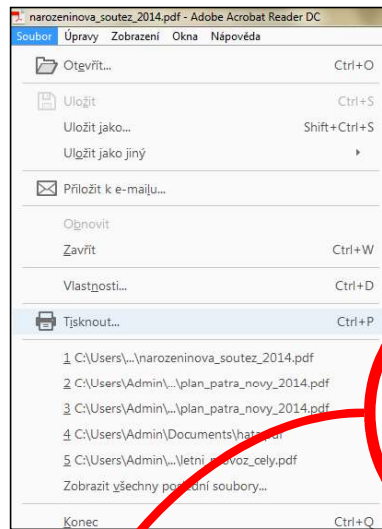 narozeninova_soutez_2014.pdf - Adobe Acrobat Reader DC
Soubor Úpravy Zobrazení Okna Nápověda
Otevřít... Ctrl+O
Uložit Ctrl+S
Uložit jako... Shift+Ctrl+S
Uložit jako jiný
Přiložit k e-mailu...
Obnovit
Zavřít Ctrl+W
Vlastnosti... Ctrl+D
Tisknout... Ctrl+P
1 C:\Users\...\narozeninova_soutez_2014.pdf
2 C:\Users\Admin\...\plan_patra_novy_2014.pdf
3 C:\Users\Admin\...\plan_patra_novy_2014.pdf
4 C:\Users\Admin\Documents\hata.pdf
5 C:\Users\Admin\...\letni_provoz_cely.pdf
Zobrazit všechny poslední soubory...
Konec Ctrl+Q